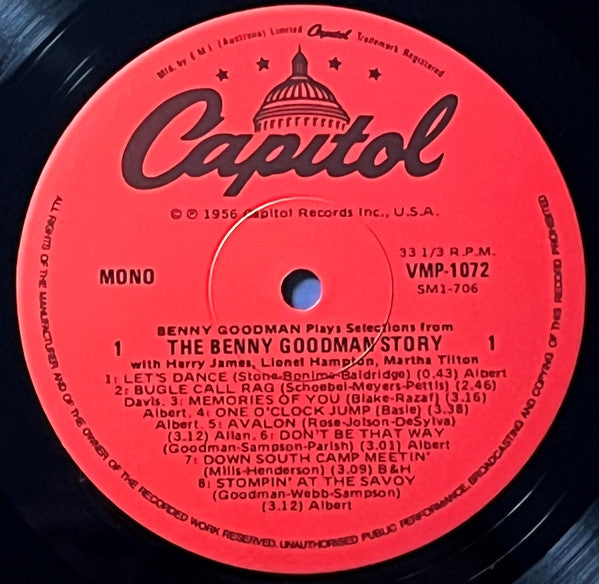 Mfd. by E M I (Australia) Limited Capitol Trademark Registered
Capitol
© ℗ 1956 Capitol Records Inc., U.S.A.
33 1/3 R.P.M.
MONO
VMP-1072
SM1-706
BENNY GOODMAN Plays Selections from
1 THE BENNY GOODMAN STORY 1
with Harry James, Lionel Hampton, Martha Tilton
1: LET'S DANCE (Stone-Bonime-Baldridge) (0.43) Albert
2: BUGLE CALL RAG (Schoebel-Meyers-Pettis) (2.46)
Davis. 3: MEMORIES OF YOU (Blake-Razaf) (3.16)
Albert. 4: ONE O'CLOCK JUMP (Basie) (3.38)
Albert. 5: AVALON (Rose-Jolson-DeSylva)
(3.12) Allan. 6: DON'T BE THAT WAY
(Goodman-Sampson-Parish) (3.01) Albert
7: DOWN SOUTH CAMP MEETIN'
(Mills-Henderson) (3.09) B&H
8: STOMPIN' AT THE SAVOY
(Goodman-Webb-Sampson)
(3.12) Albert
ALL RIGHTS OF THE MANUFACTURER AND OF THE OWNER OF THE RECORDED WORK RESERVED. UNAUTHORISED PUBLIC PERFORMANCE, BROADCASTING AND COPYING OF THIS RECORD PROHIBITED